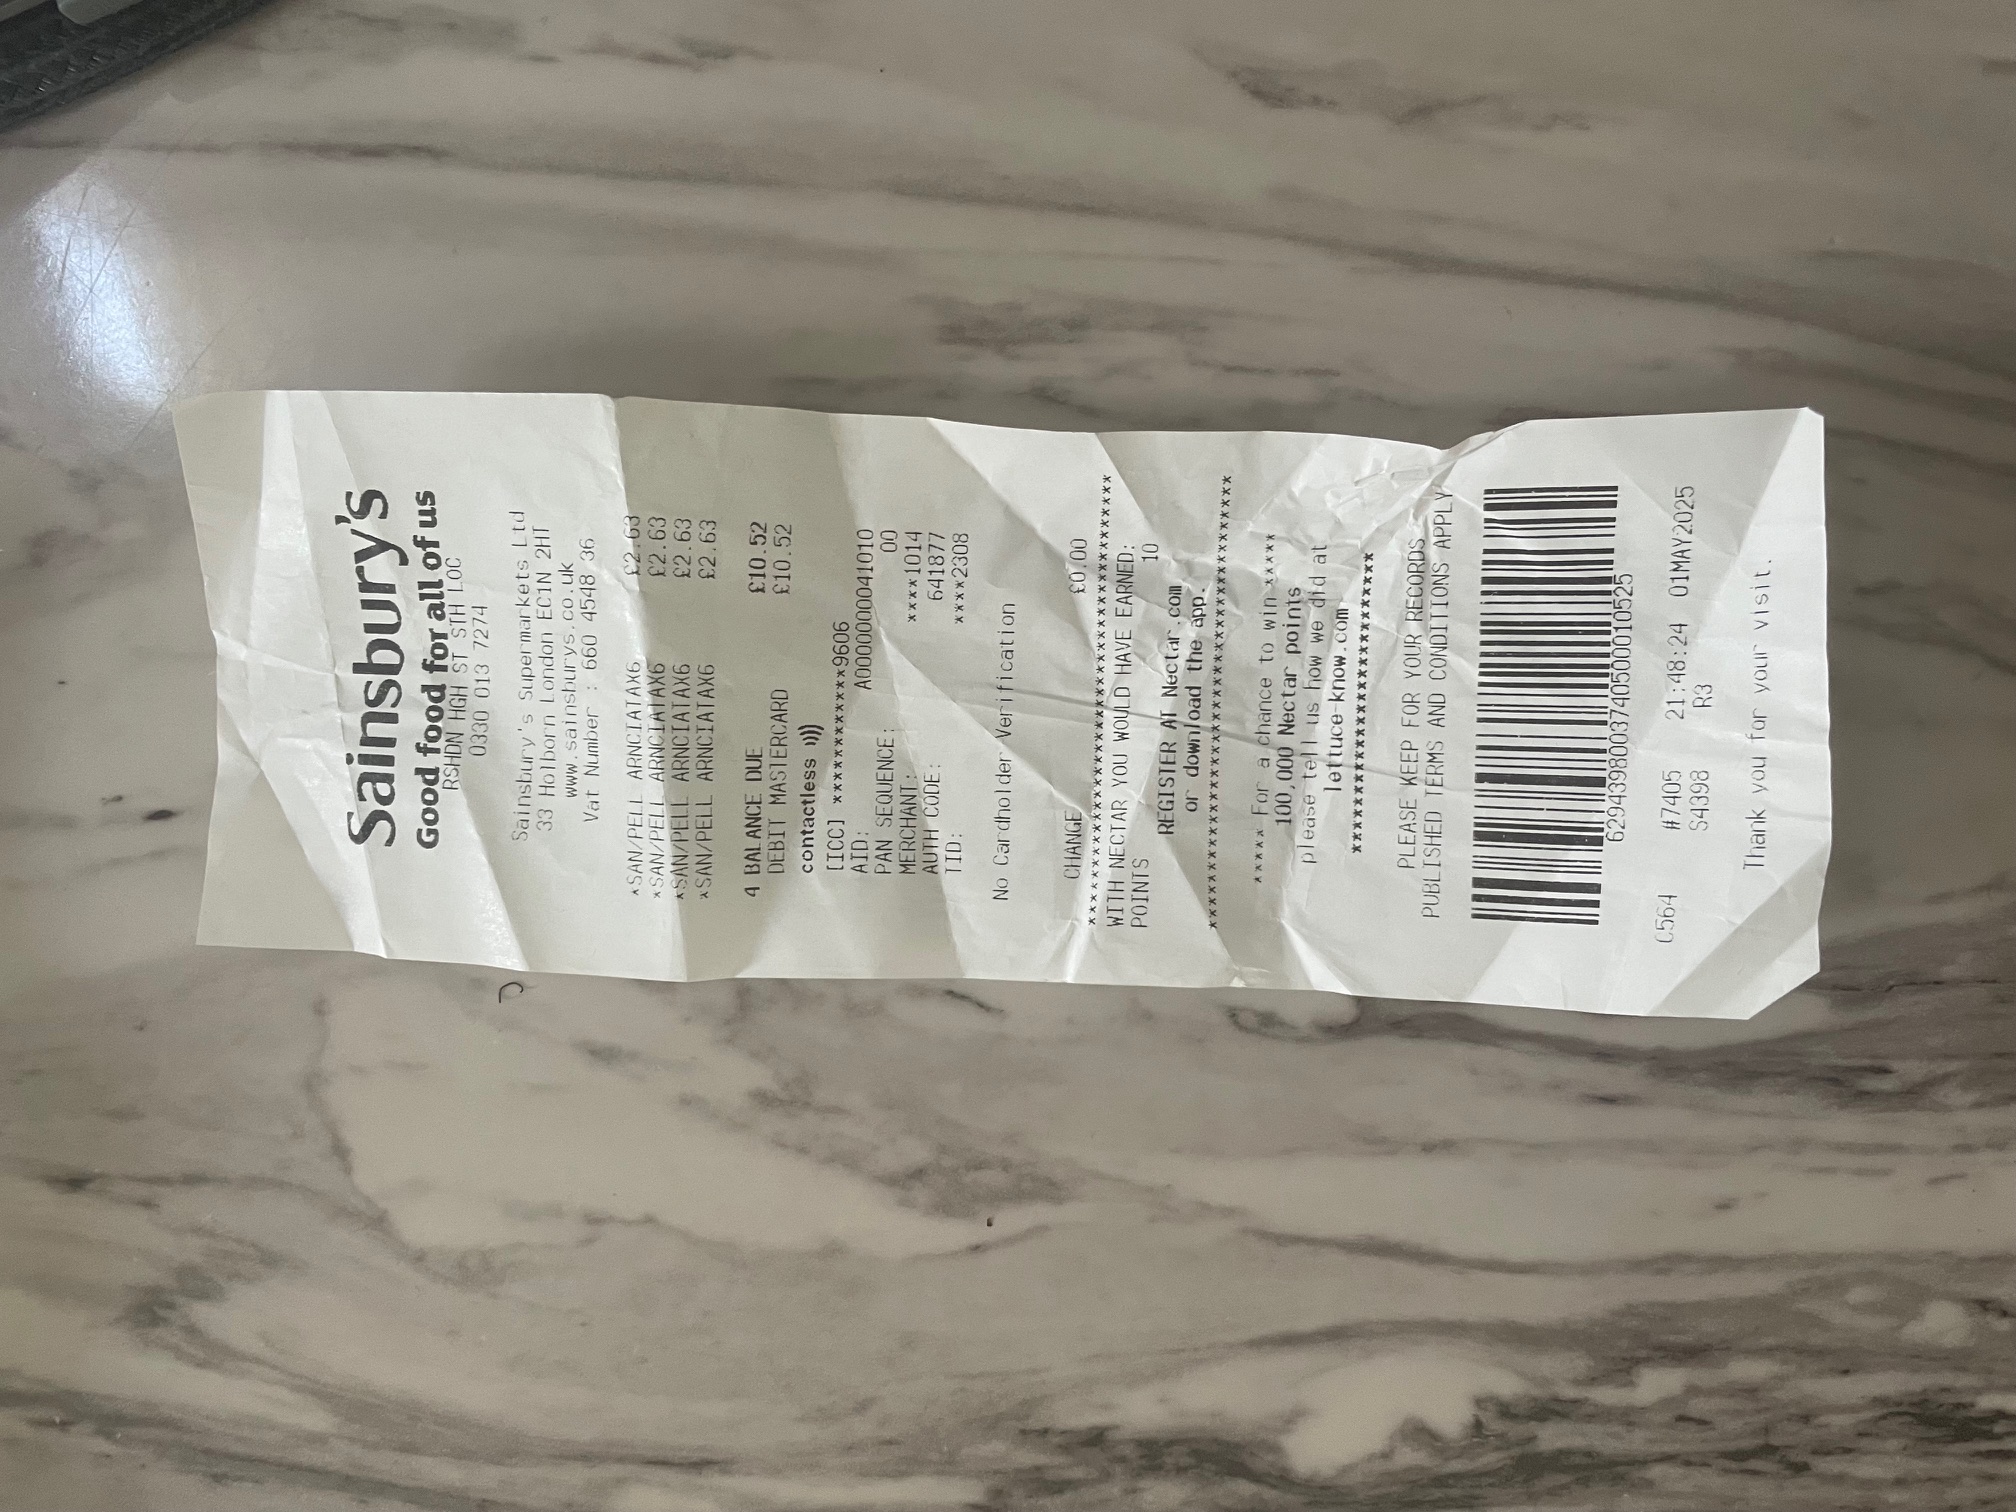 Sainsbury's
Good food for all of us
RSHDN HGH ST STH LOC
0330 013 7274
Sainsbury's Supermarkets Ltd
33 Holborn London EC1N 2HT
www.sainsburys.co.uk
Vat Number : 660 4548 36
*SAN/PELL ARNCIATAX6 £2.63
*SAN/PELL ARNCIATAX6 £2.63
*SAN/PELL ARNCIATAX6 £2.63
*SAN/PELL ARNCIATAX6 £2.63
4 BALANCE DUE £10.52
DEBIT MASTERCARD £10.52
contactless
[ICC] ************9606
AID: A0000000041010
PAN SEQUENCE: 00
MERCHANT: ****1014
AUTH CODE: 641877
TID: ****2308
No Cardholder Verification
CHANGE £0.00
***************************************
WITH NECTAR YOU WOULD HAVE EARNED:
POINTS 10
REGISTER AT Nectar.com
or download the app.
***************************************
***** For a chance to win *****
100,000 Nectar points
please tell us how we did at
lettuce-know.com
**************************
PLEASE KEEP FOR YOUR RECORDS
PUBLISHED TERMS AND CONDITIONS APPLY
6294398003740500010525
C564 #7405 21:48:24 01MAY2025
S4398 R3
Thank you for your visit.